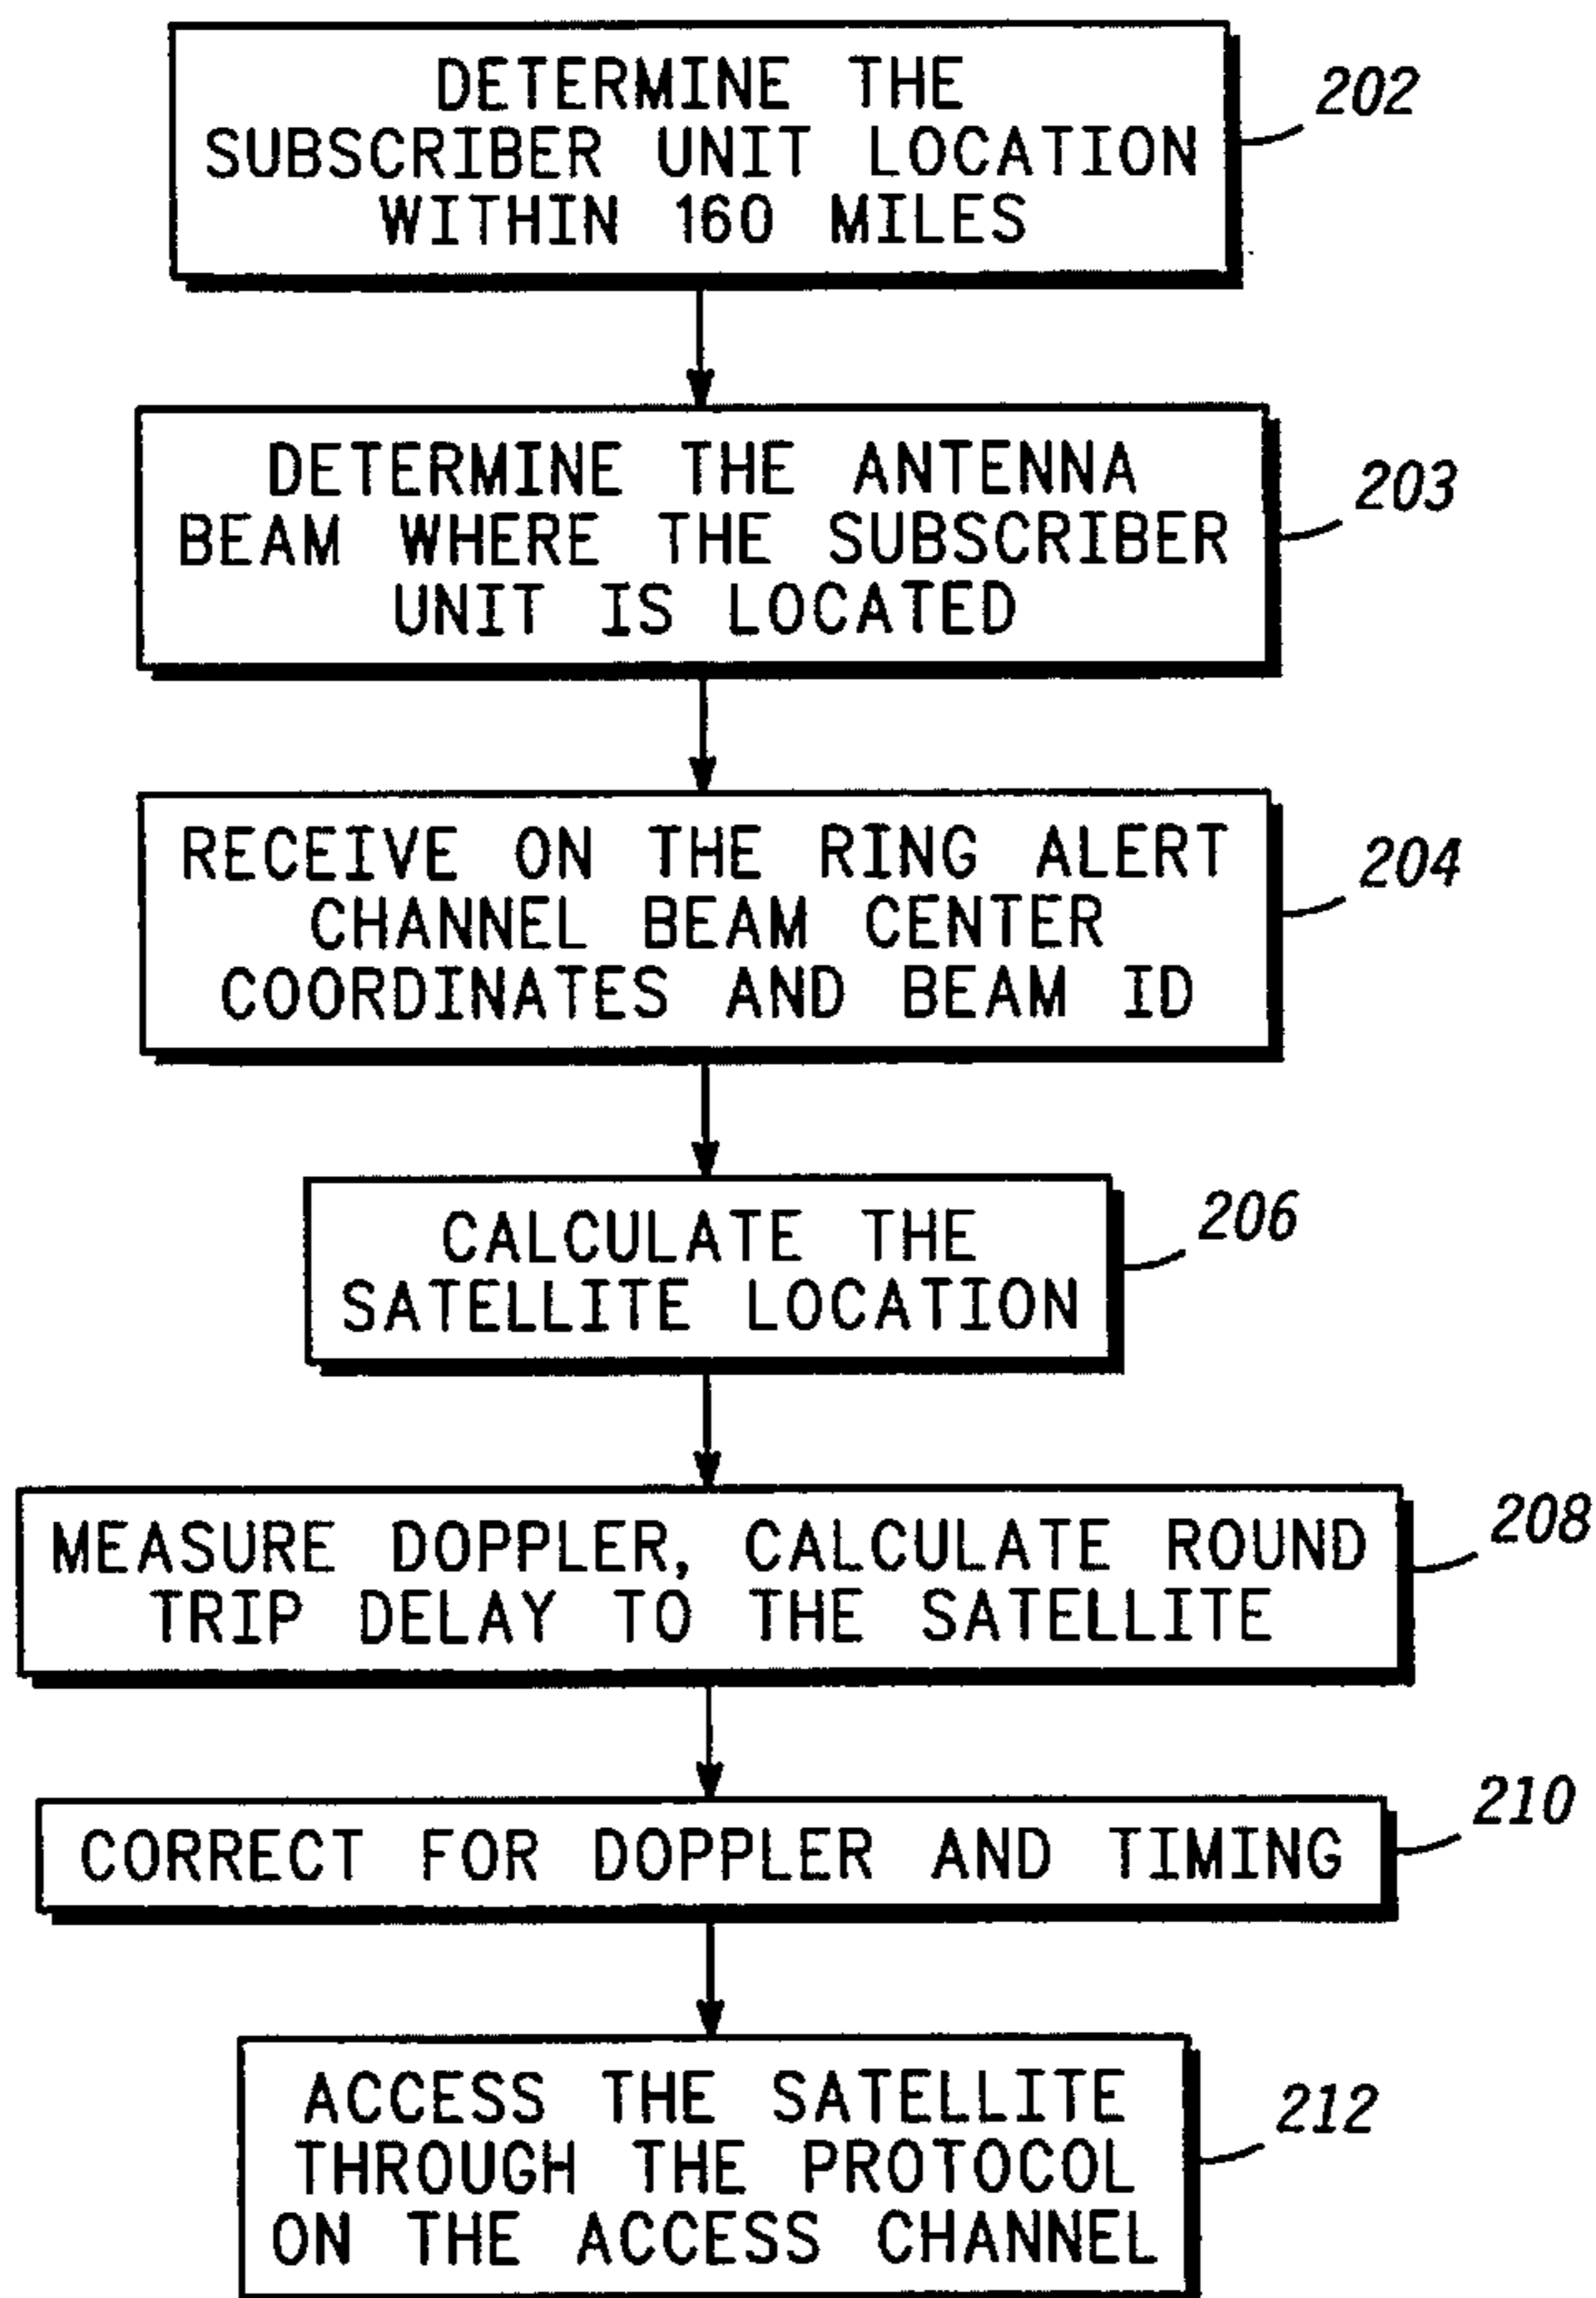 DETERMINE THE
SUBSCRIBER UNIT LOCATION
WITHIN 160 MILES
202
DETERMINE THE ANTENNA
BEAM WHERE THE SUBSCRIBER
UNIT IS LOCATED
203
RECEIVE ON THE RING ALERT
CHANNEL BEAM CENTER
COORDINATES AND BEAM ID
204
CALCULATE THE
SATELLITE LOCATION
206
MEASURE DOPPLER, CALCULATE ROUND
TRIP DELAY TO THE SATELLITE
208
CORRECT FOR DOPPLER AND TIMING
210
ACCESS THE SATELLITE
THROUGH THE PROTOCOL
ON THE ACCESS CHANNEL
212